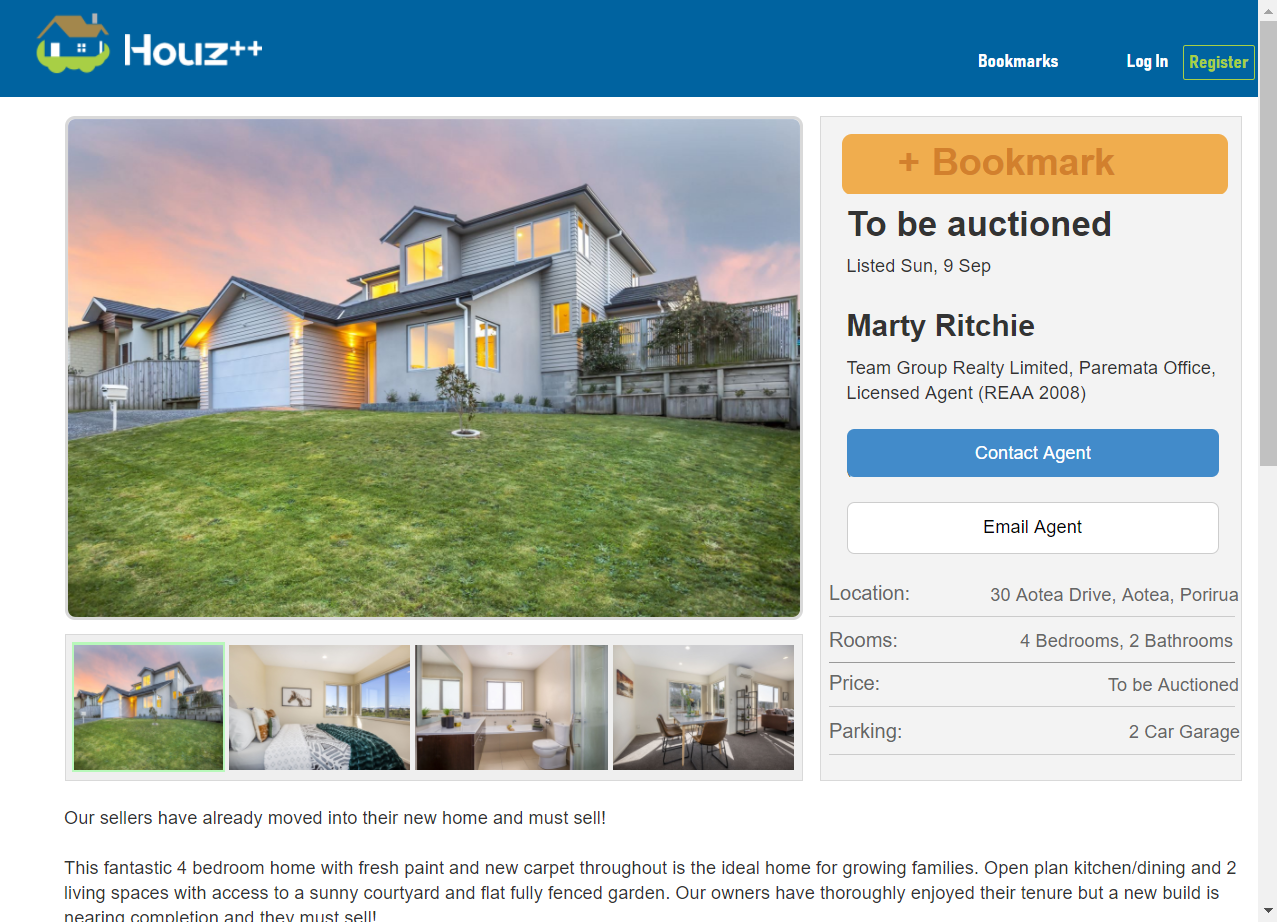 Houz++
Bookmarks
Log In
Register
+ Bookmark
To be auctioned
Listed Sun, 9 Sep
Marty Ritchie
Team Group Realty Limited, Paremata Office,
Licensed Agent (REAA 2008)
Contact Agent
Email Agent
Location: 30 Aotea Drive, Aotea, Porirua
Rooms: 4 Bedrooms, 2 Bathrooms
Price: To be Auctioned
Parking: 2 Car Garage
Our sellers have already moved into their new home and must sell!
This fantastic 4 bedroom home with fresh paint and new carpet throughout is the ideal home for growing families. Open plan kitchen/dining and 2
living spaces with access to a sunny courtyard and flat fully fenced garden. Our owners have thoroughly enjoyed their tenure but a new build is
nearing completion and they must sell!